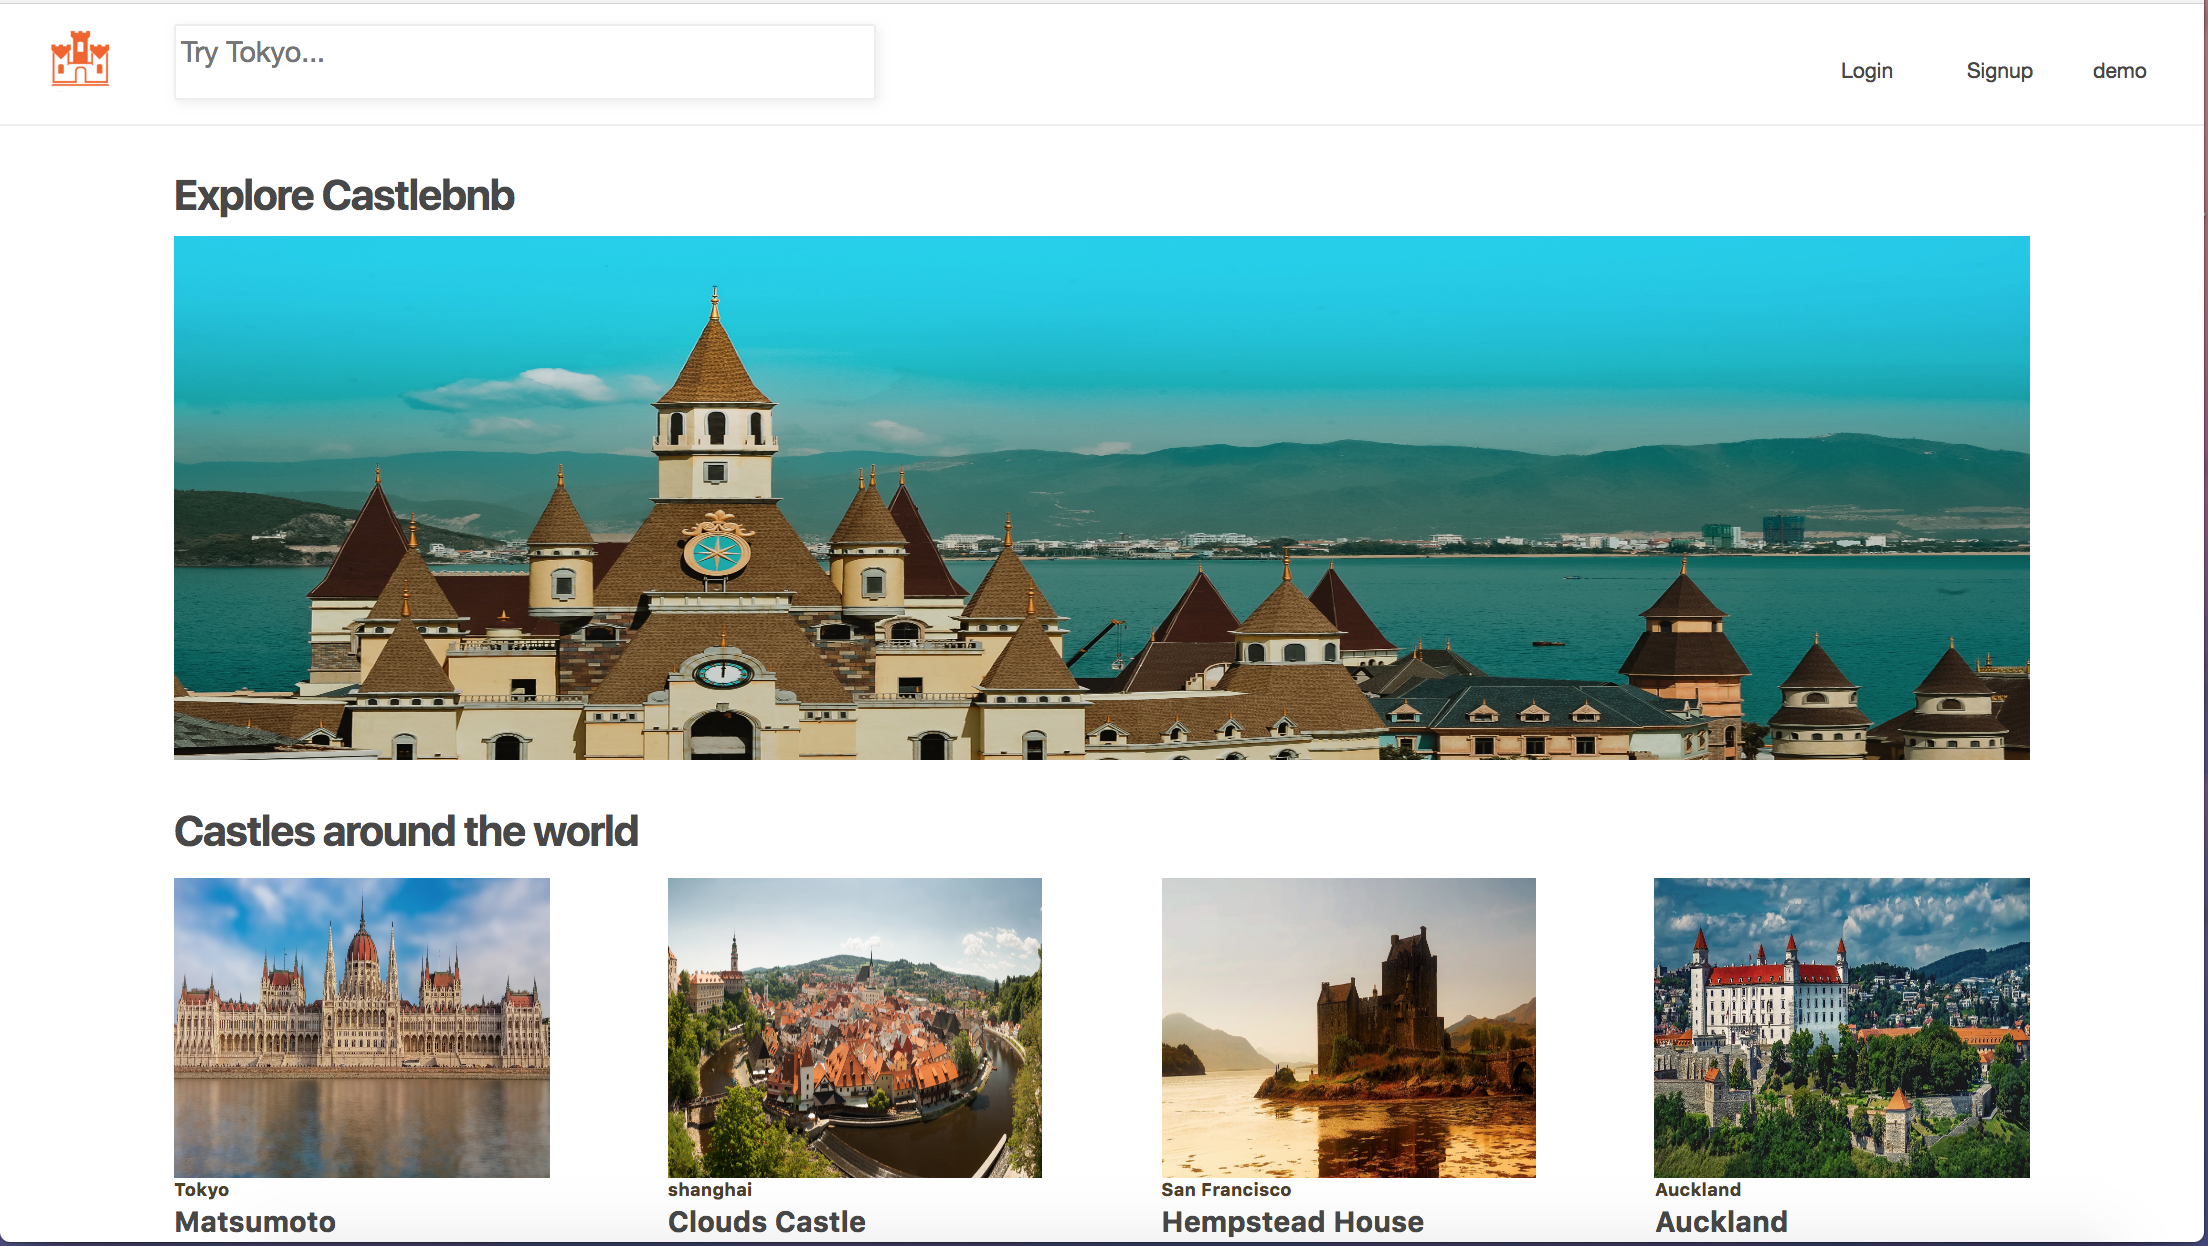 Try Tokyo...
Login Signup demo
Explore Castlebnb
Castles around the world
Tokyo
Matsumoto
shanghai
Clouds Castle
San Francisco
Hempstead House
Auckland
Auckland